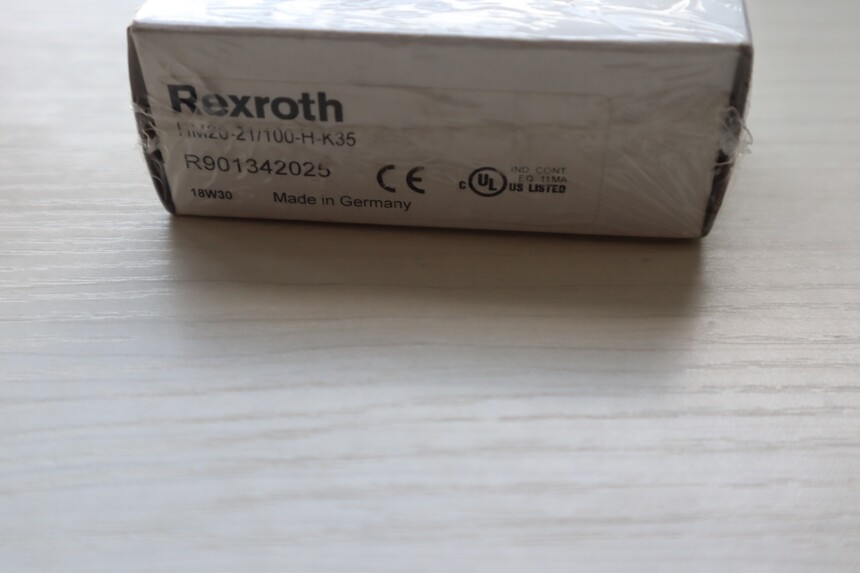 Rexroth
HM20-21/100-H-K35
R901342025
CE
C UL US LISTED
IND. CONT.
EQ. 11MA
18W30
Made in Germany